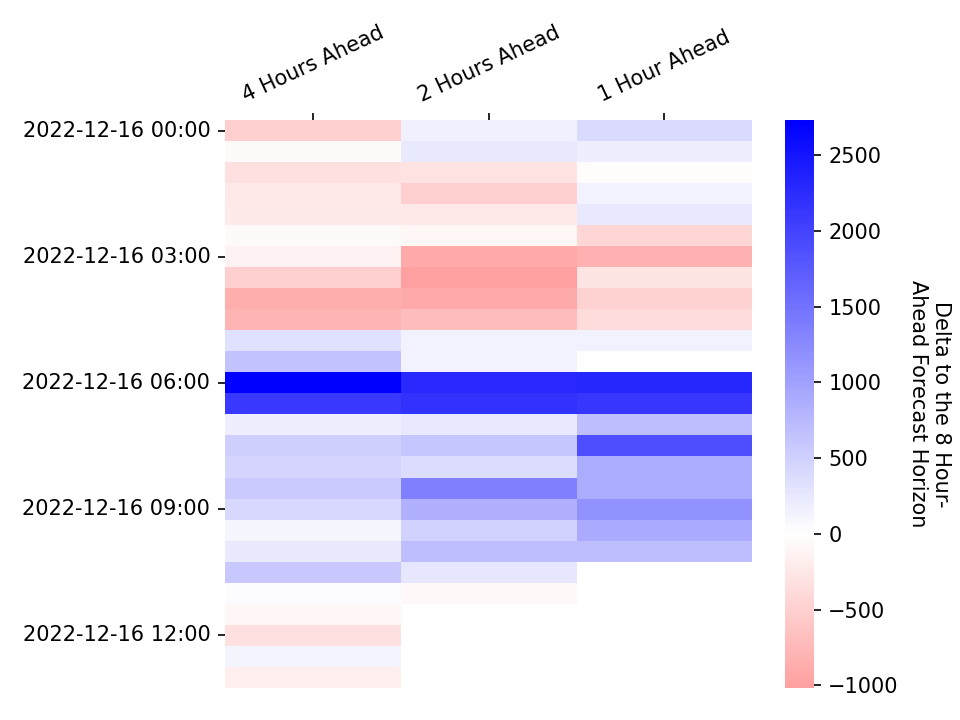 4 Hours Ahead
2 Hours Ahead
1 Hour Ahead
2022-12-16 00:00
2022-12-16 03:00
2022-12-16 06:00
2022-12-16 09:00
2022-12-16 12:00
2500
2000
1500
1000
500
0
−500
−1000
Delta to the 8 Hour-
Ahead Forecast Horizon